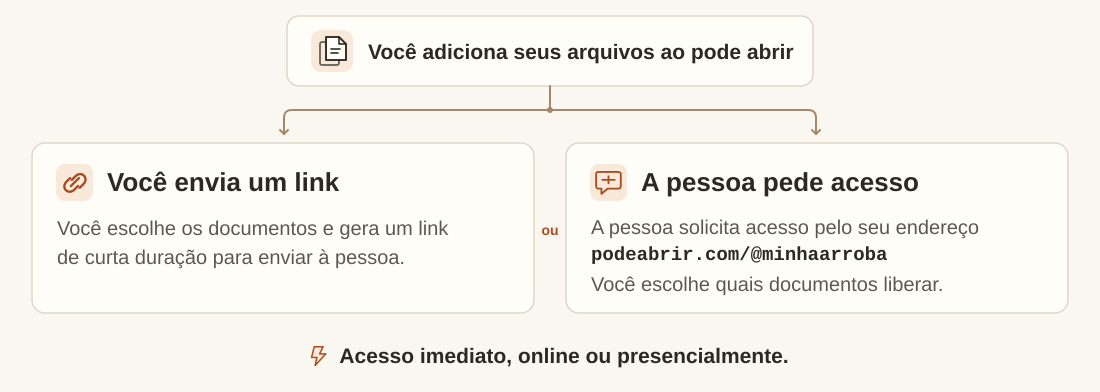 Você adiciona seus arquivos ao pode abrir
Você envia um link
Você escolhe os documentos e gera um link
de curta duração para enviar à pessoa.
ou
A pessoa pede acesso
A pessoa solicita acesso pelo seu endereço
podeabrir.com/@minhaarroba
Você escolhe quais documentos liberar.
Acesso imediato, online ou presencialmente.